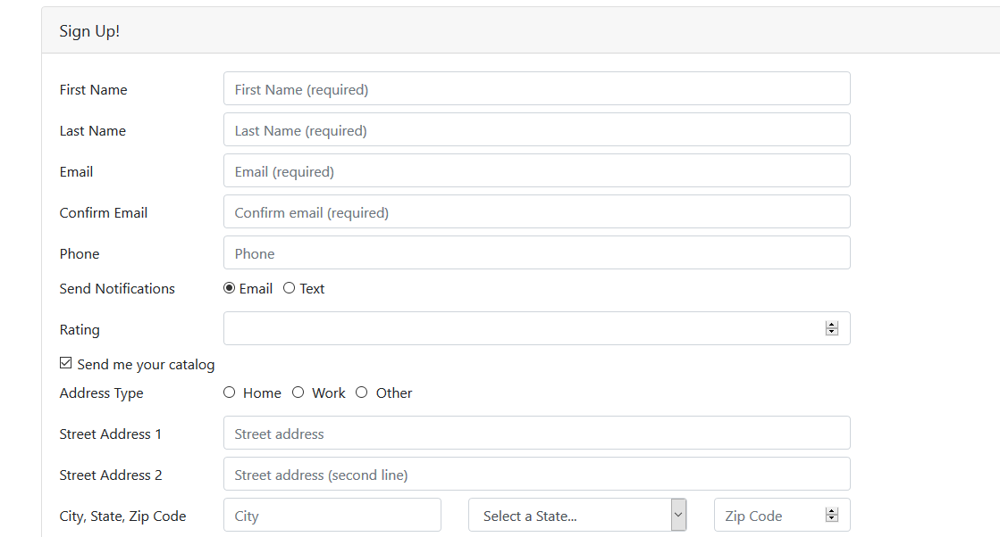 Sign Up!
First Name First Name (required)
Last Name Last Name (required)
Email Email (required)
Confirm Email Confirm email (required)
Phone Phone
Send Notifications Email Text
Rating
Send me your catalog
Address Type Home Work Other
Street Address 1 Street address
Street Address 2 Street address (second line)
City, State, Zip Code City Select a State... Zip Code